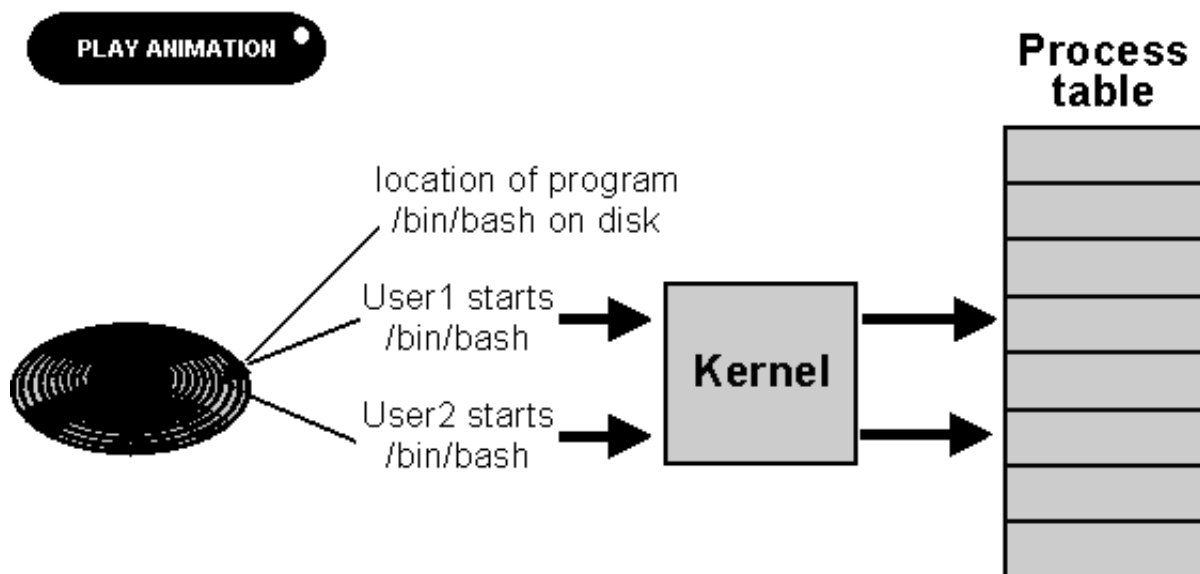 PLAY ANIMATION
Process
table
location of program
/bin/bash on disk
User1 starts
/bin/bash
Kernel
User2 starts
/bin/bash